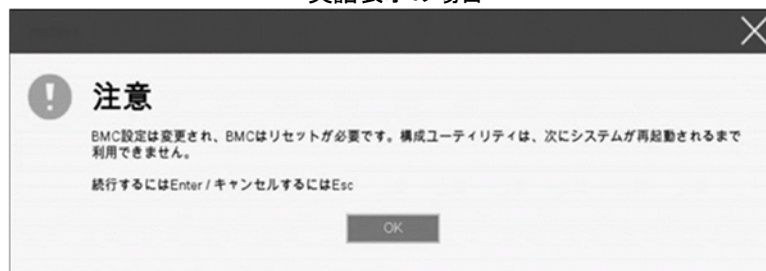 注意
BMC設定は変更され、BMCはリセットが必要です。構成ユーティリティは、次にシステムが再起動されるまで
利用できません。
続行するにはEnter / キャンセルするにはEsc
OK